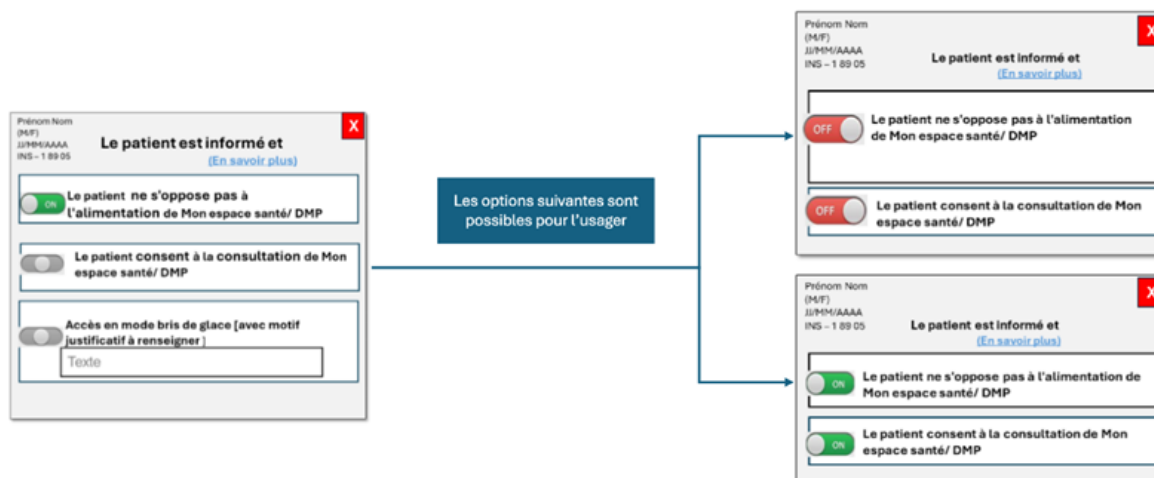 Prénom Nom
(M/F)
JJ/MM/AAAA
INS – 1 89 05
X
Le patient est informé et
(En savoir plus)
ON
Le patient ne s'oppose pas à
l'alimentation de Mon espace santé/ DMP
Le patient consent à la consultation de Mon
espace santé/ DMP
Accès en mode bris de glace [avec motif
justificatif à renseigner ]
Texte
Les options suivantes sont
possibles pour l'usager
Prénom Nom
(M/F)
JJ/MM/AAAA
INS – 1 89 05
X
Le patient est informé et
(En savoir plus)
OFF
Le patient ne s'oppose pas à l'alimentation
de Mon espace santé/ DMP
OFF
Le patient consent à la consultation de Mon
espace santé/ DMP
Prénom Nom
(M/F)
JJ/MM/AAAA
INS – 1 89 05
X
Le patient est informé et
(En savoir plus)
ON
Le patient ne s'oppose pas à l'alimentation de
Mon espace santé/ DMP
ON
Le patient consent à la consultation de Mon
espace santé/ DMP